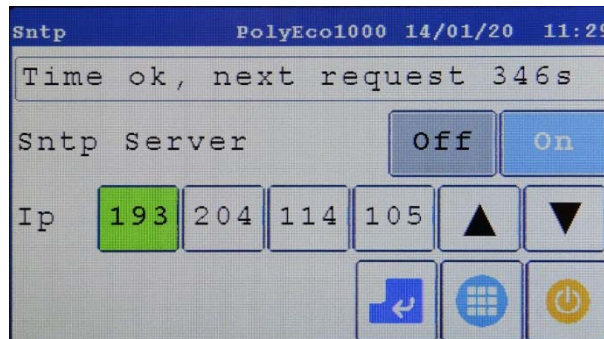 Sntp PolyEco1000 14/01/20 11:29
Time ok, next request 346s
Sntp Server Off On
Ip 193 204 114 105